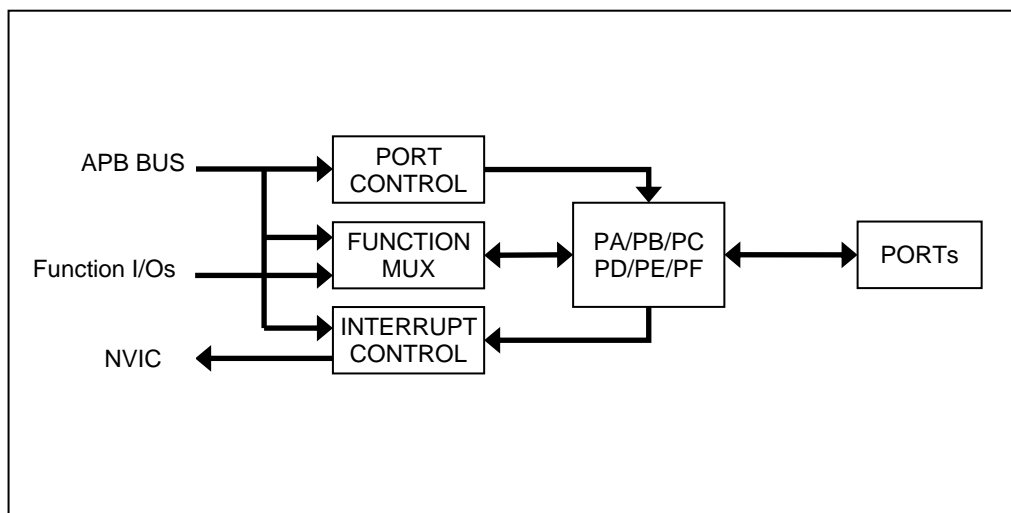 APB BUS
PORT
CONTROL
Function I/Os
FUNCTION
MUX
PA/PB/PC
PD/PE/PF
PORTs
NVIC
INTERRUPT
CONTROL